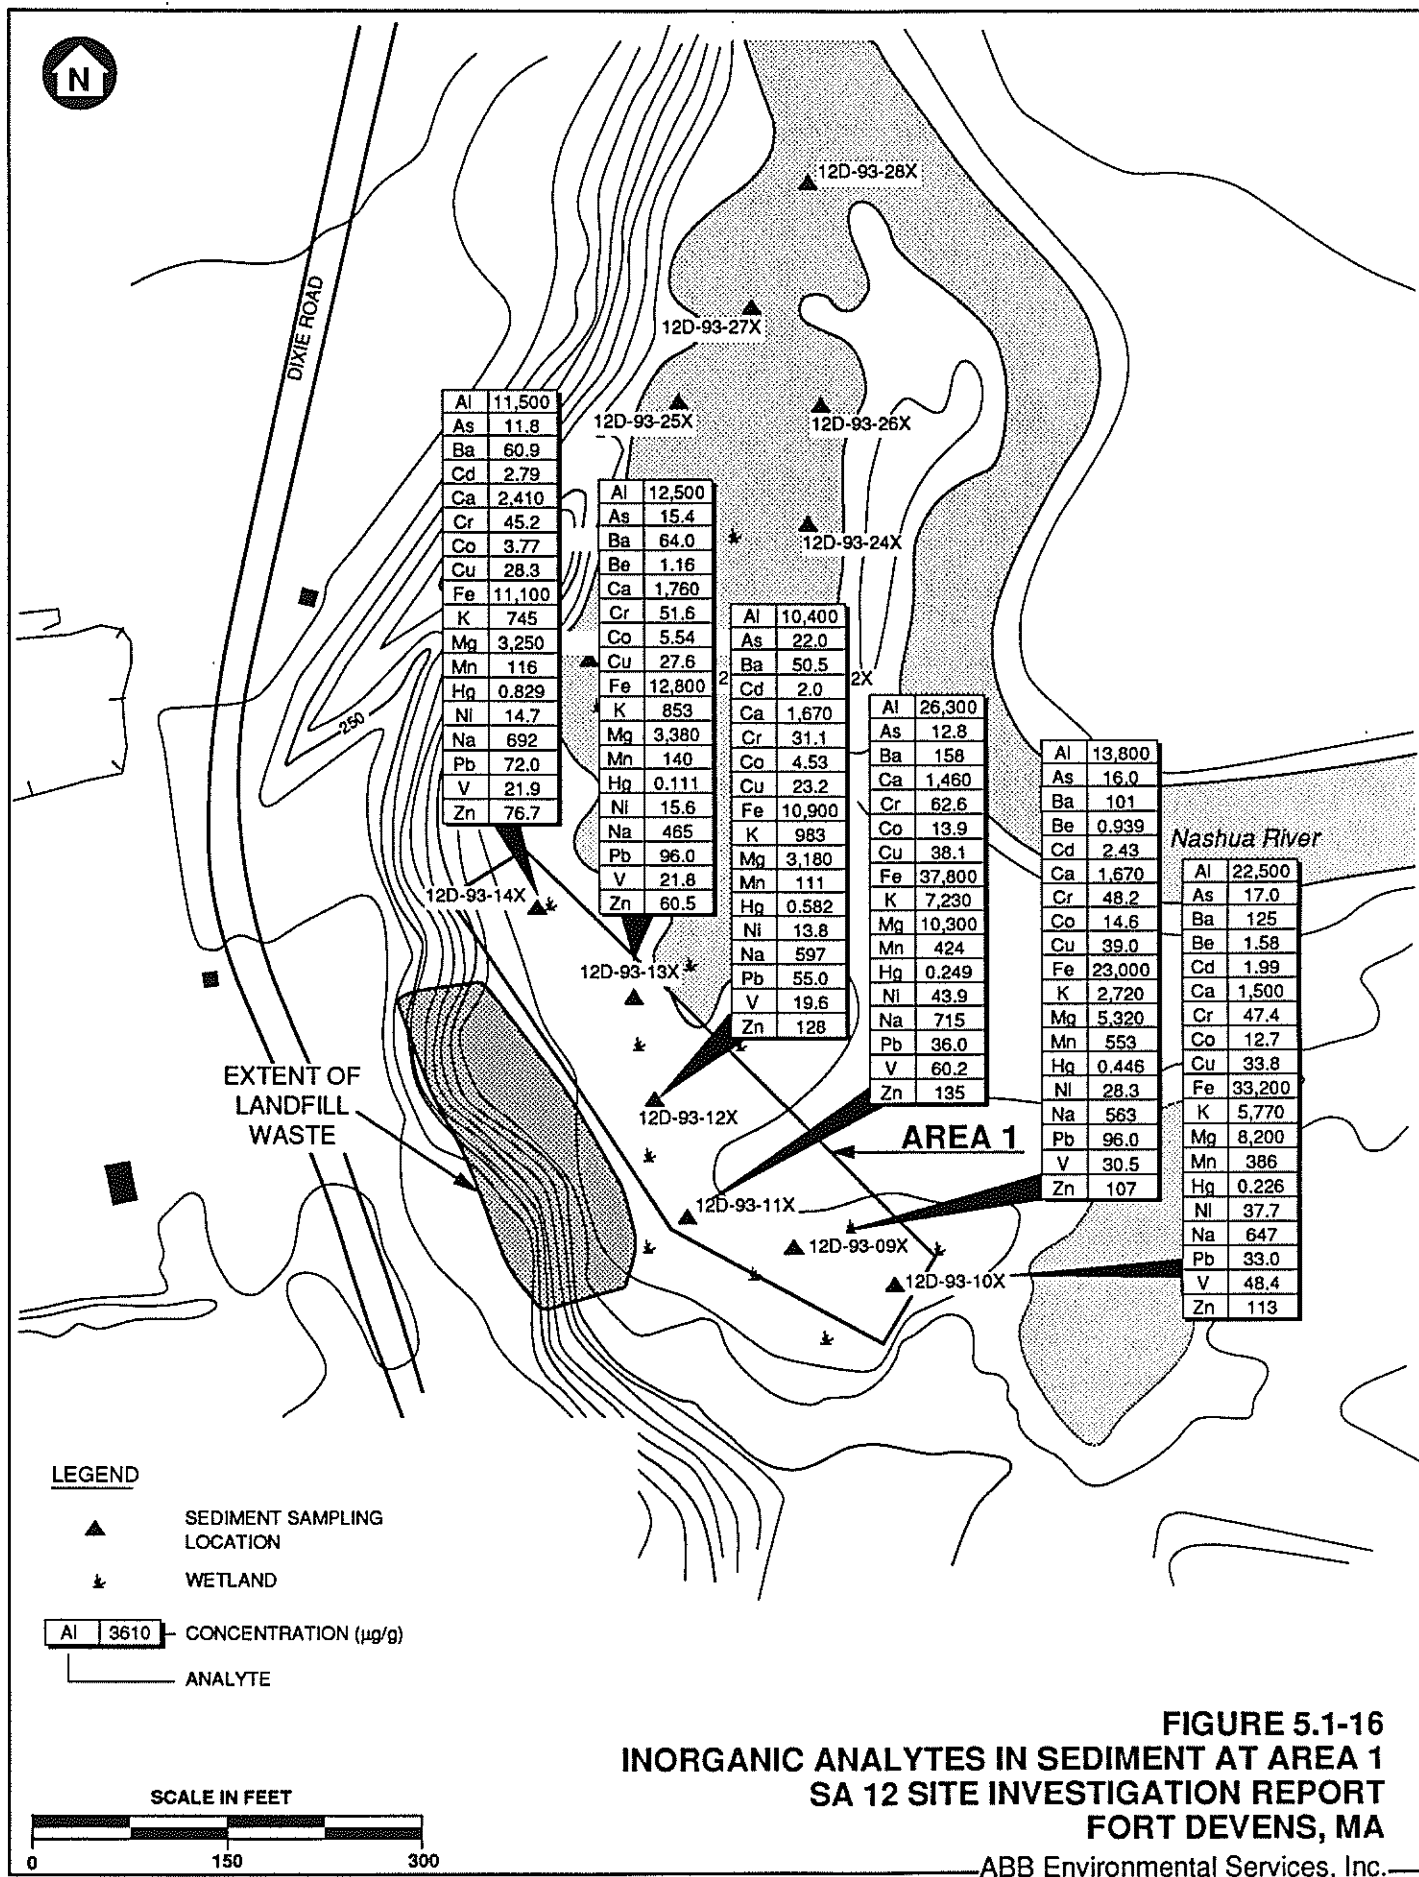 N
DIXIE ROAD
12D-93-28X
12D-93-27X
12D-93-25X
12D-93-26X
12D-93-24X
250
Al 11,500
As 11.8
Ba 60.9
Cd 2.79
Ca 2,410
Cr 45.2
Co 3.77
Cu 28.3
Fe 11,100
K 745
Mg 3,250
Mn 116
Hg 0.829
Ni 14.7
Na 692
Pb 72.0
V 21.9
Zn 76.7
Al 12,500
As 15.4
Ba 64.0
Be 1.16
Ca 1,760
Cr 51.6
Co 5.54
Cu 27.6
Fe 12,800
K 853
Mg 3,380
Mn 140
Hg 0.111
Ni 15.6
Na 465
Pb 96.0
V 21.8
Zn 60.5
2
2X
Al 10,400
As 22.0
Ba 50.5
Cd 2.0
Ca 1,670
Cr 31.1
Co 4.53
Cu 23.2
Fe 10,900
K 983
Mg 3,180
Mn 111
Hg 0.582
Ni 13.8
Na 597
Pb 55.0
V 19.6
Zn 128
Al 26,300
As 12.8
Ba 158
Ca 1,460
Cr 62.6
Co 13.9
Cu 38.1
Fe 37,800
K 7,230
Mg 10,300
Mn 424
Hg 0.249
Ni 43.9
Na 715
Pb 36.0
V 60.2
Zn 135
Al 13,800
As 16.0
Ba 101
Be 0.939
Cd 2.43
Ca 1,670
Cr 48.2
Co 14.6
Cu 39.0
Fe 23,000
K 2,720
Mg 5,320
Mn 553
Hg 0.446
Ni 28.3
Na 563
Pb 96.0
V 30.5
Zn 107
Nashua River
Al 22,500
As 17.0
Ba 125
Be 1.58
Cd 1.99
Ca 1,500
Cr 47.4
Co 12.7
Cu 33.8
Fe 33,200
K 5,770
Mg 8,200
Mn 386
Hg 0.226
Ni 37.7
Na 647
Pb 33.0
V 48.4
Zn 113
12D-93-14X
12D-93-13X
12D-93-12X
12D-93-11X
12D-93-09X
12D-93-10X
AREA 1
EXTENT OF
LANDFILL
WASTE
LEGEND
SEDIMENT SAMPLING
LOCATION
WETLAND
Al 3610 CONCENTRATION (µg/g)
ANALYTE
SCALE IN FEET
0 150 300
FIGURE 5.1-16
INORGANIC ANALYTES IN SEDIMENT AT AREA 1
SA 12 SITE INVESTIGATION REPORT
FORT DEVENS, MA
ABB Environmental Services, Inc.